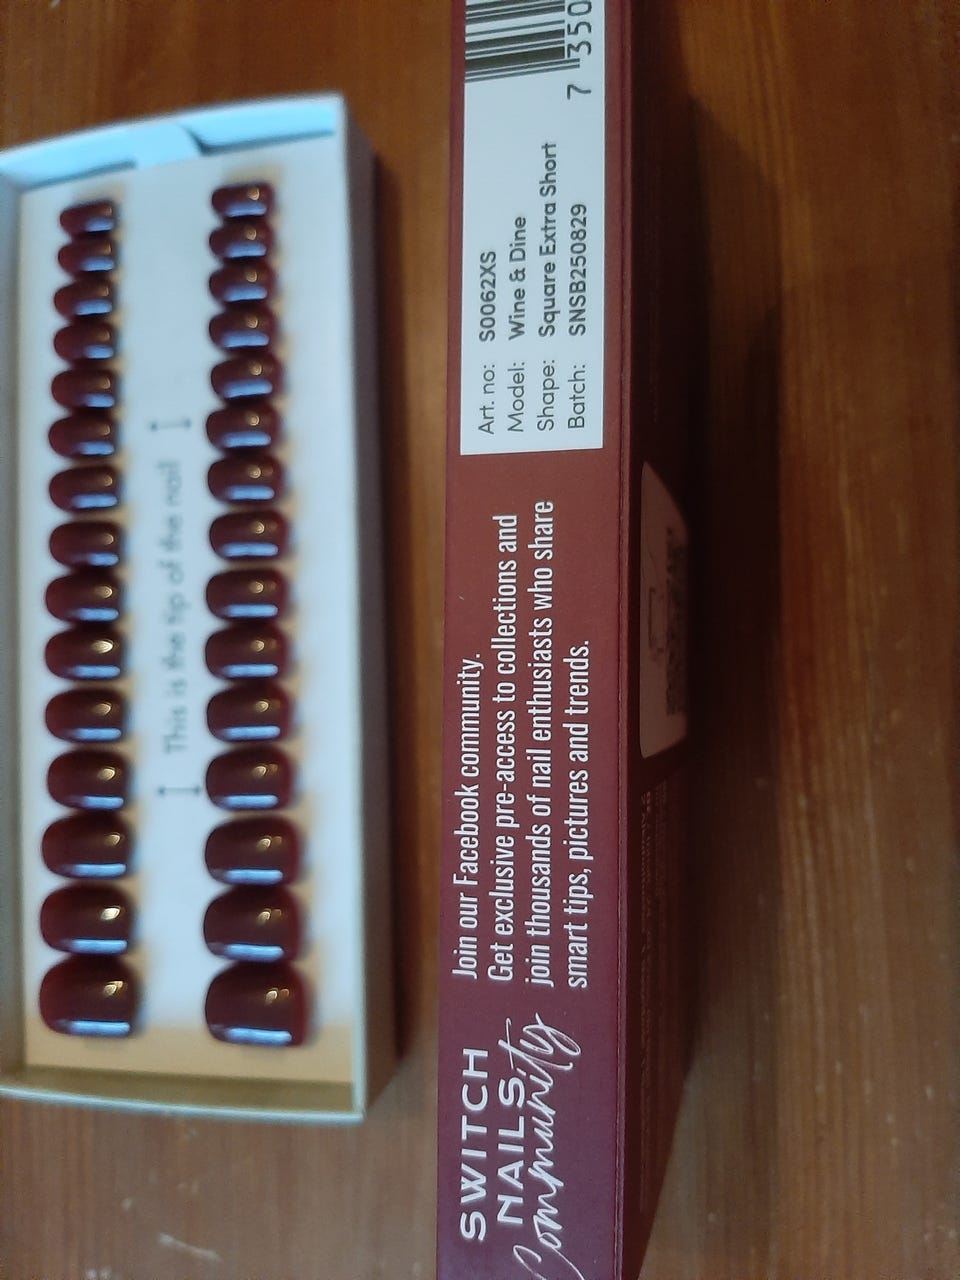 This is the tip of the nail
SWITCH
NAILS
Community
Join our Facebook community.
Get exclusive pre-access to collections and
join thousands of nail enthusiasts who share
smart tips, pictures and trends.
Art. no: S0062XS
Model: Wine & Dine
Shape: Square Extra Short
Batch: SNSB250829
7 350